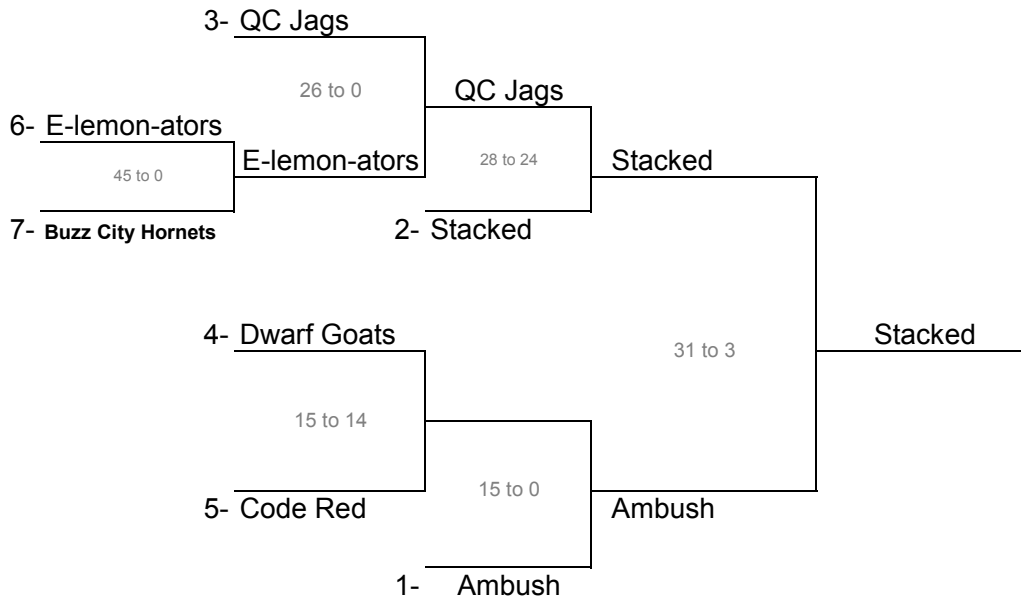 3- QC Jags
26 to 0
QC Jags
6- E-lemon-ators
E-lemon-ators
28 to 24
Stacked
45 to 0
7- Buzz City Hornets
2- Stacked
4- Dwarf Goats
31 to 3
Stacked
15 to 14
15 to 0
5- Code Red
Ambush
1- Ambush